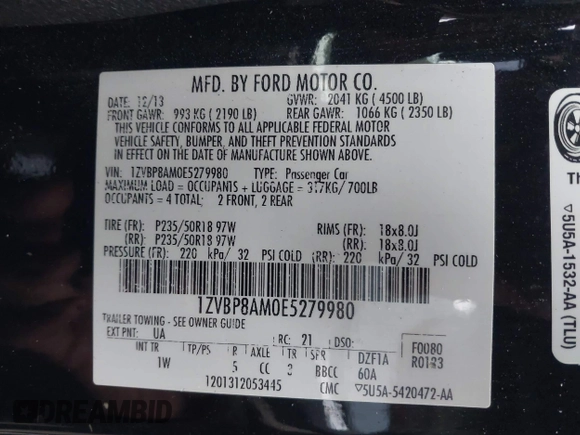 MFD. BY FORD MOTOR CO.
DATE: 12/13 GVWR: 2041 KG ( 4500 LB)
FRONT GAWR: 993 KG ( 2190 LB) REAR GAWR: 1066 KG ( 2350 LB)
THIS VEHICLE CONFORMS TO ALL APPLICABLE FEDERAL MOTOR
VEHICLE SAFETY, BUMPER, AND THEFT PREVENTION STANDARDS
IN EFFECT ON THE DATE OF MANUFACTURE SHOWN ABOVE.
VIN: 1ZVBP8AM0E5279980 TYPE: Passenger Car
MAXIMUM LOAD = OCCUPANTS + LUGGAGE = 317KG/700LB
OCCUPANTS = 4 TOTAL: 2 FRONT, 2 REAR
TIRE (FR): P235/50R18 97W RIMS (FR): 18x8.0J
(RR): P235/50R18 97W (RR): 18x8.0J
PRESSURE (FR): 220 kPa/ 32 PSI COLD (RR): 220 kPa/ 32 PSI COLD
1ZVBP8AM0E5279980
TRAILER TOWING - SEE OWNER GUIDE
EXT PNT: UA RC: 21 DSO: F0080
INT TR TP/PS R AXLE TR SPR DZF1A R0133
1W 5 CC 3 BBCC 60A
1201312053445 CMC ▽5U5A-5420472-AA
Th
▽5U5A-1532-AA (TLU)
DREAMBID